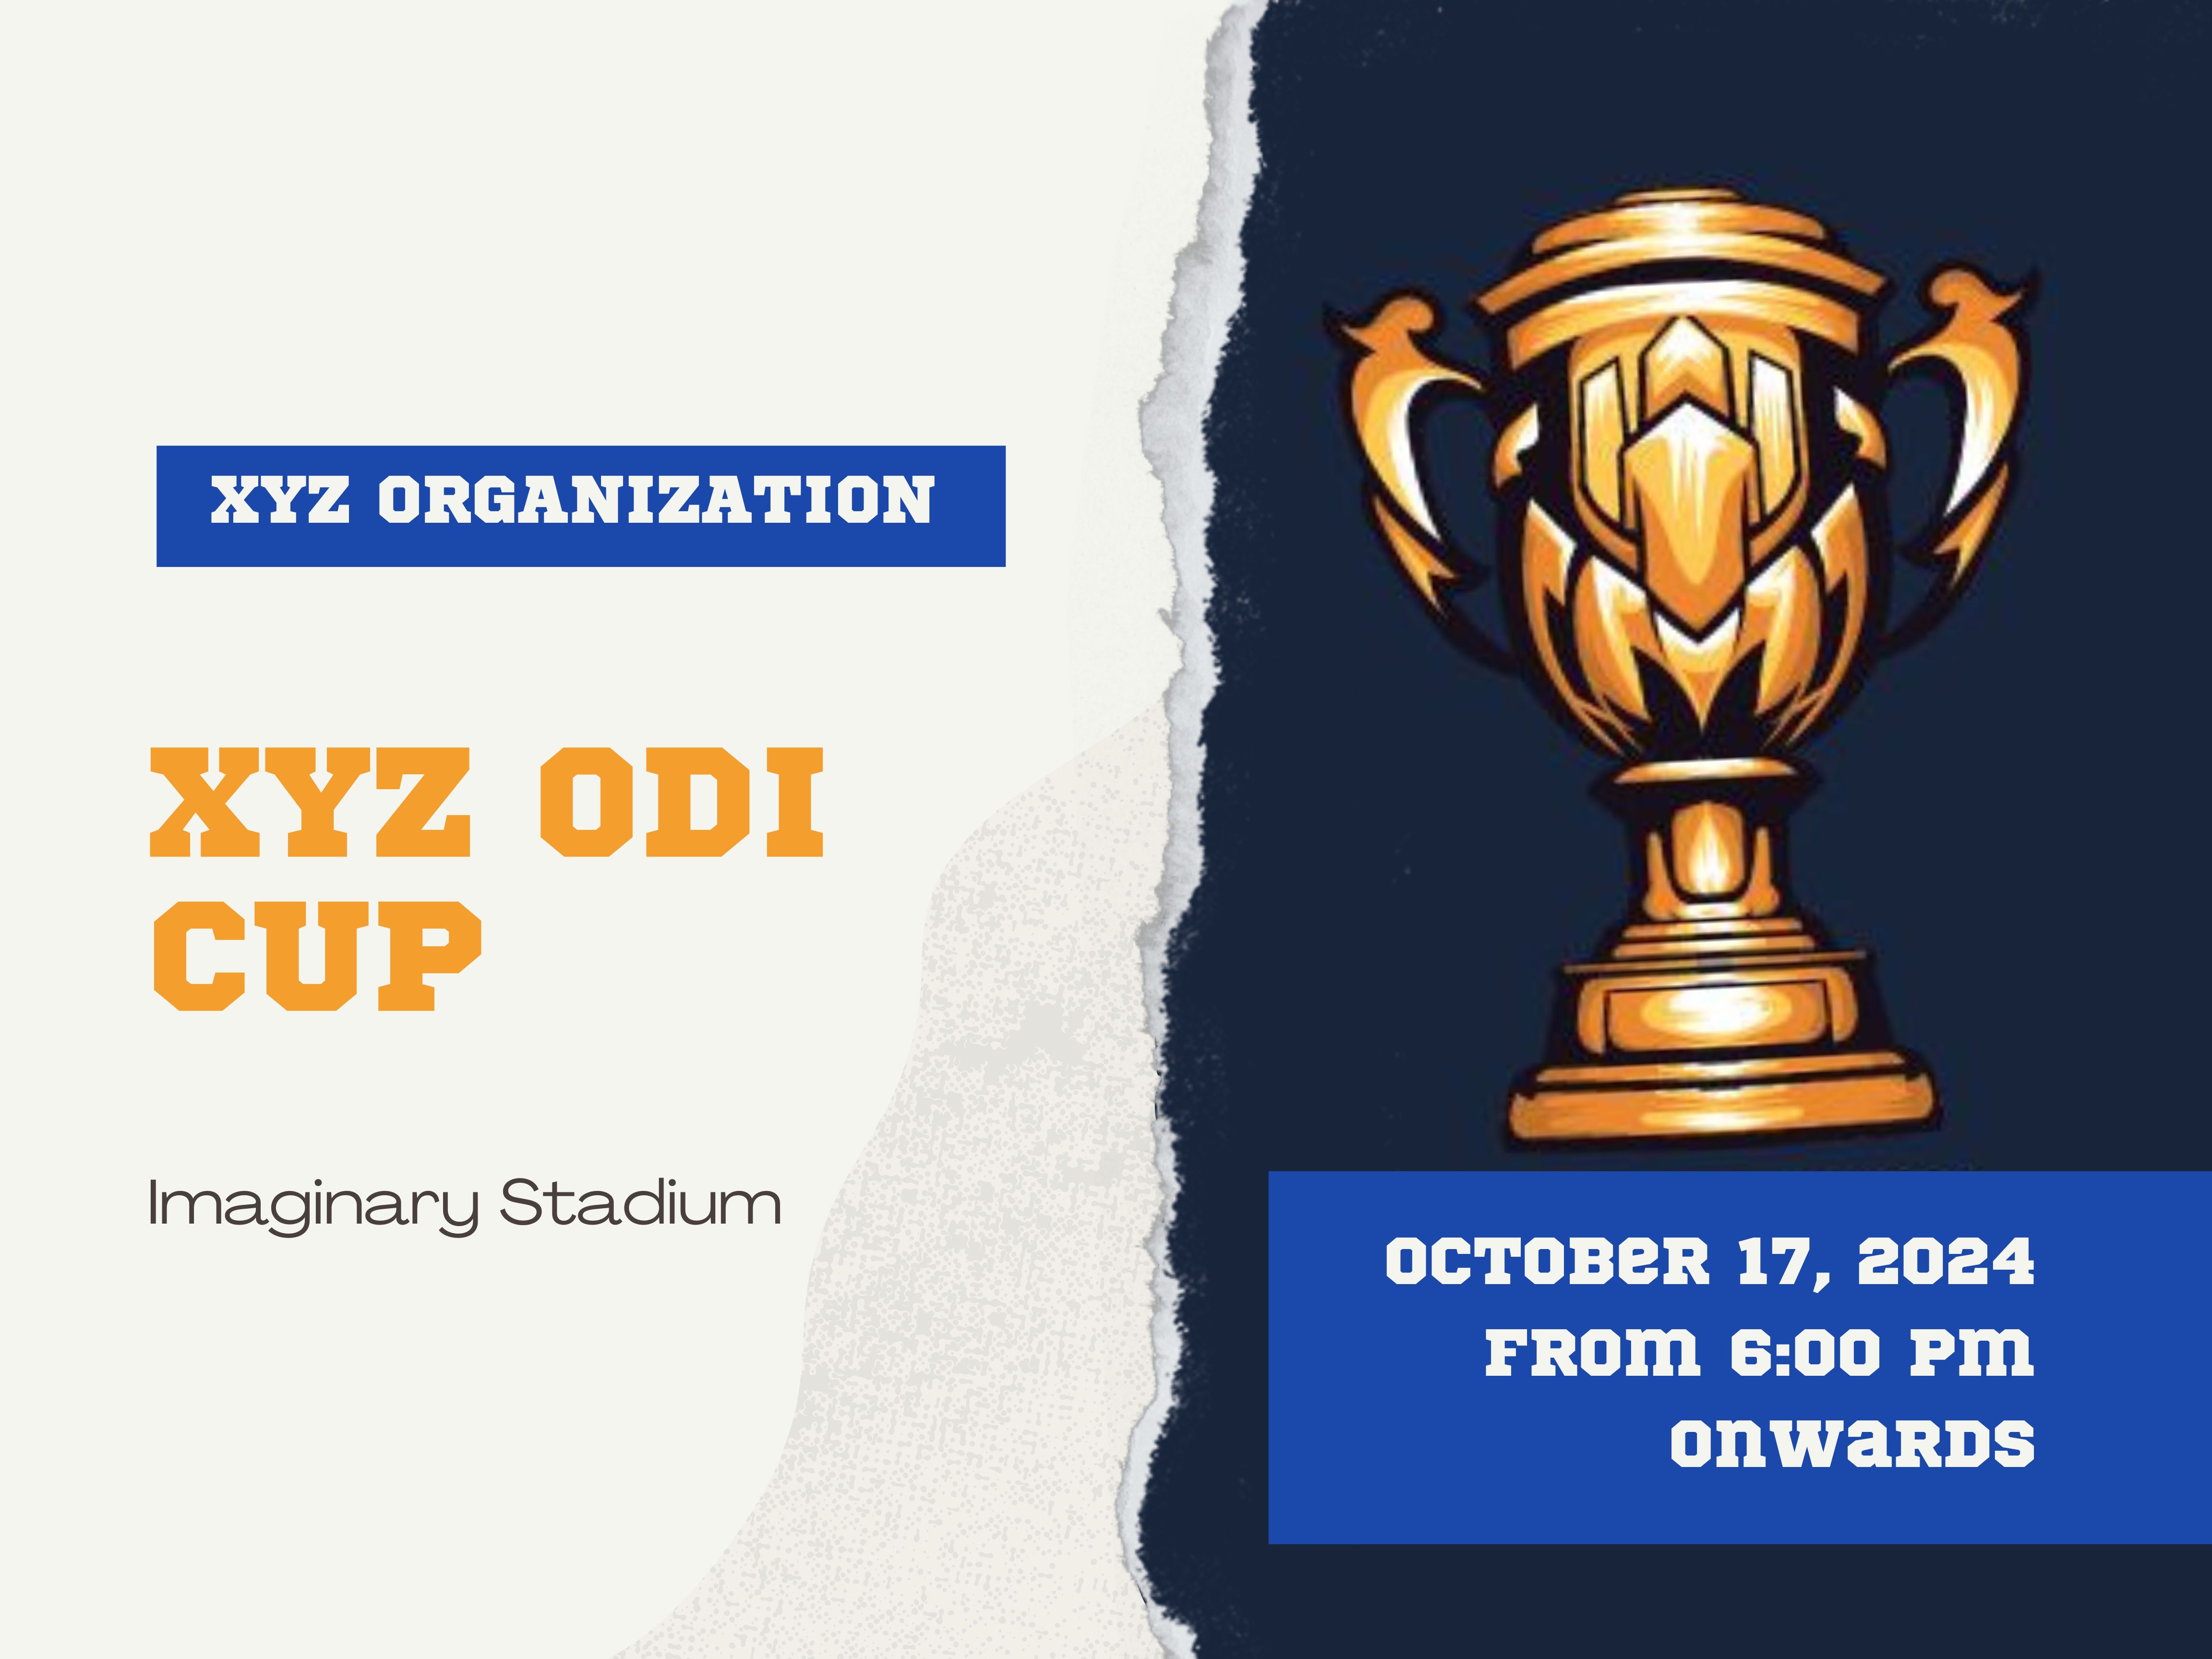 XYZ ORGANIZATION
XYZ ODI
CUP
Imaginary Stadium
OCTOBER 17, 2024
FROM 6:00 PM
ONWARDS